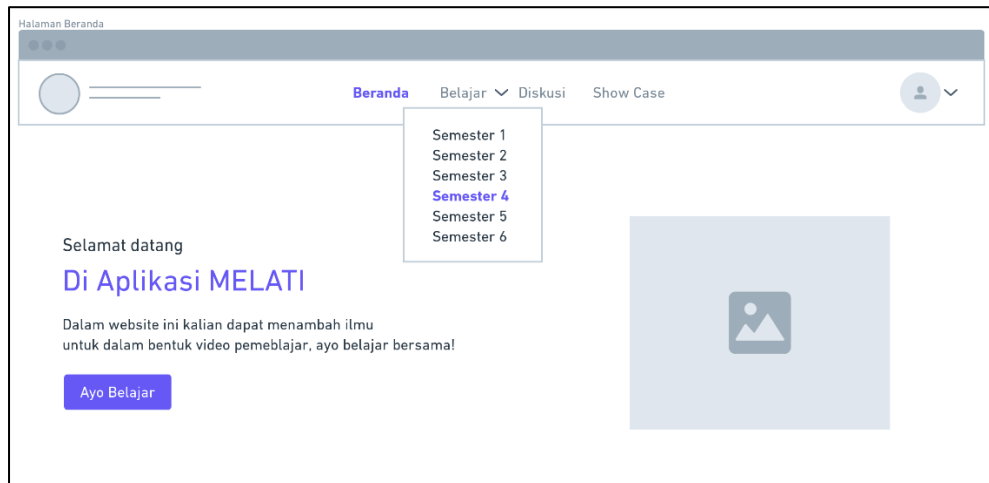 Halaman Beranda
Beranda Belajar Diskusi Show Case
Semester 1
Semester 2
Semester 3
Semester 4
Semester 5
Semester 6
Selamat datang
Di Aplikasi MELATI
Dalam website ini kalian dapat menambah ilmu
untuk dalam bentuk video pemeblajar, ayo belajar bersama!
Ayo Belajar